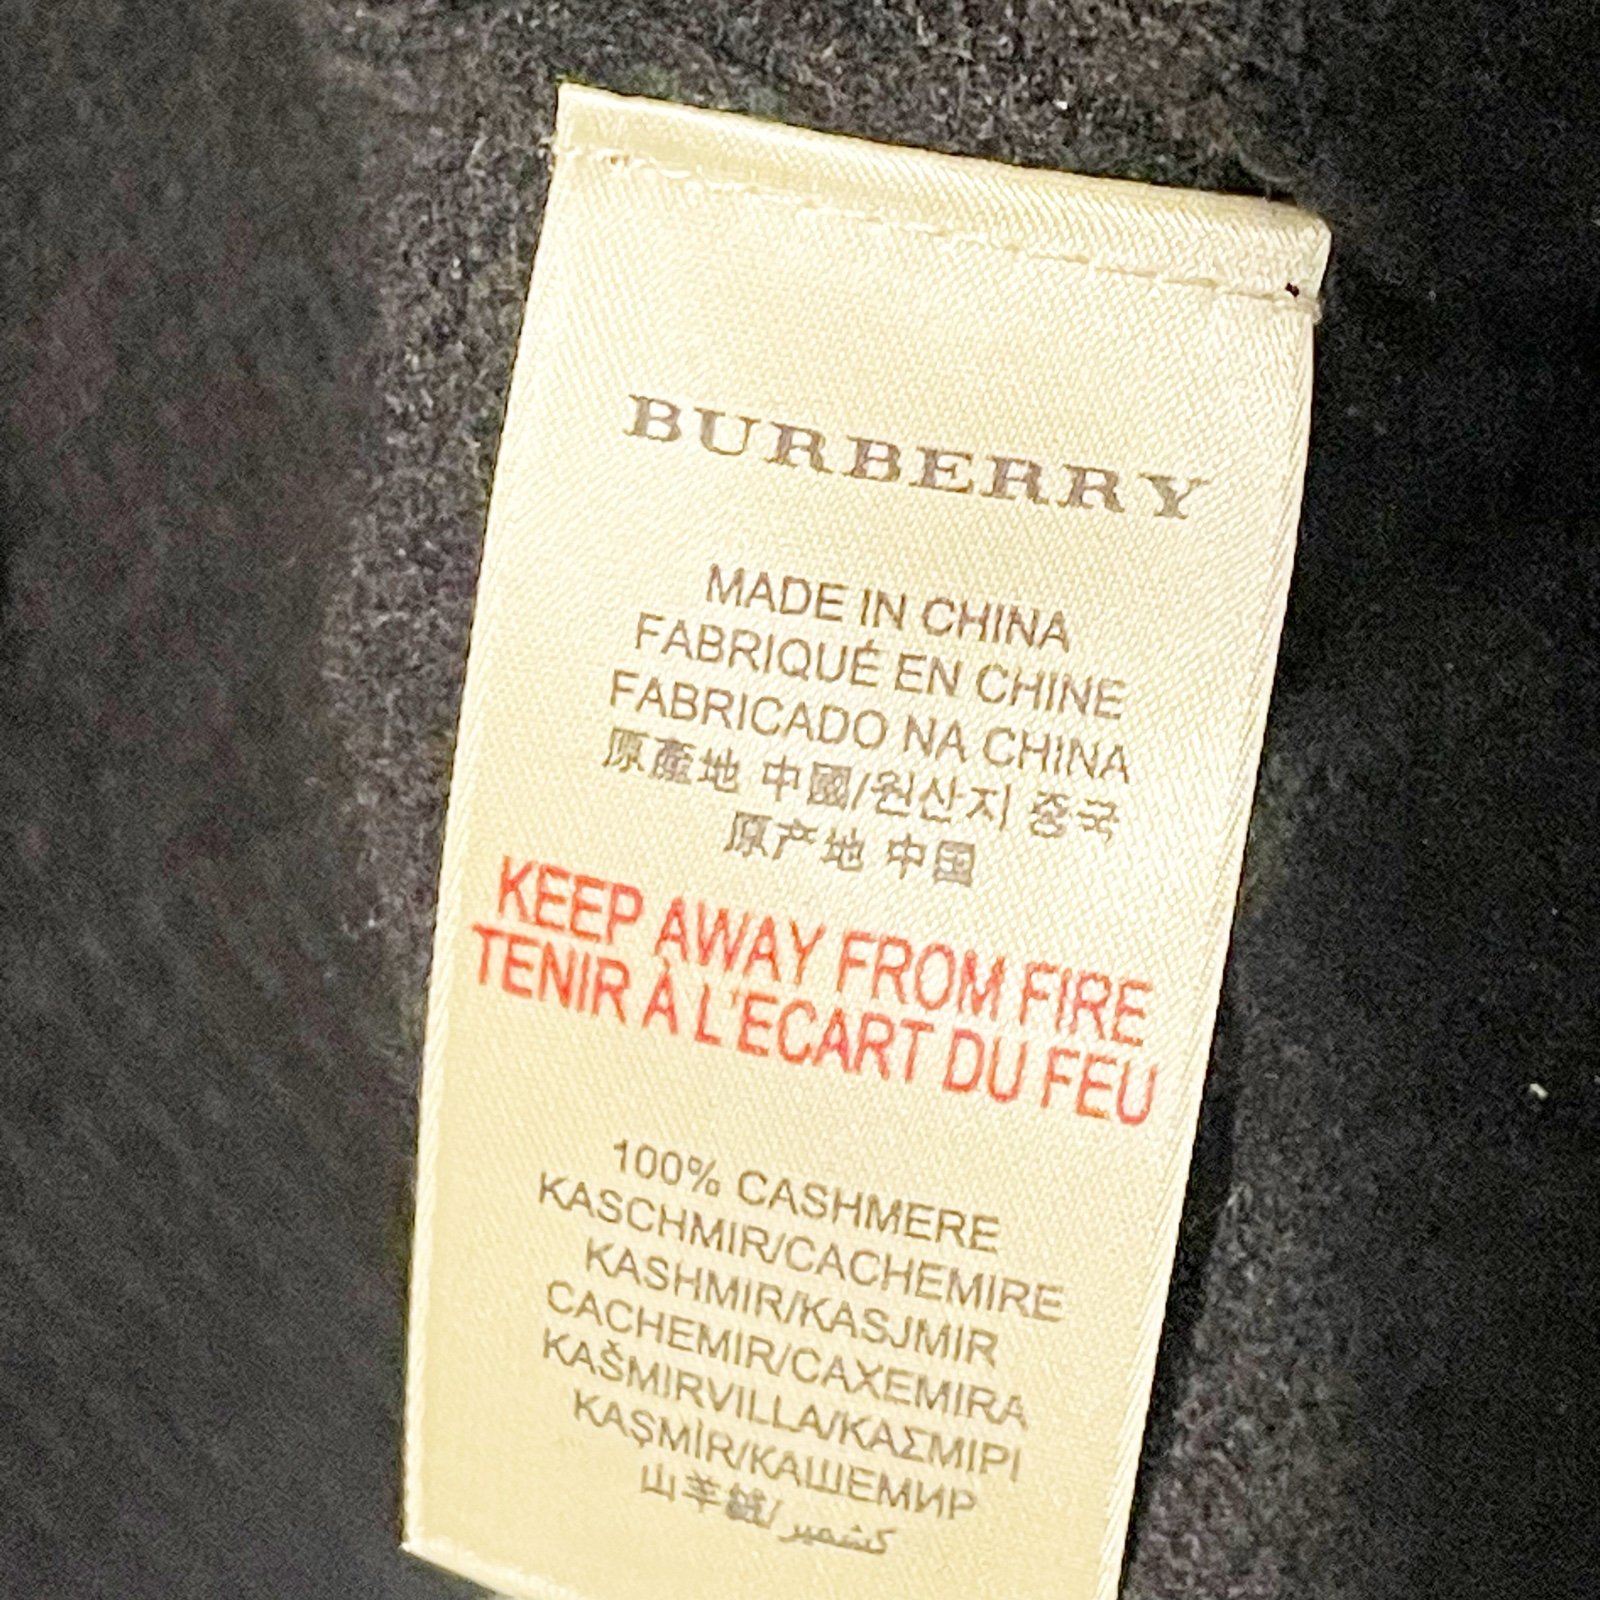 BURBERRY
MADE IN CHINA
FABRIQUÉ EN CHINE
FABRICADO NA CHINA
原產地 中國/원산지 중국
原产地 中国
KEEP AWAY FROM FIRE
TENIR À L'ECART DU FEU
100% CASHMERE
KASCHMIR/CACHEMIRE
KASHMIR/KASJMIR
CACHEMIR/CAXEMIRA
KAŠMIRVILLA/ΚΑΣΜΙΡΙ
KAŞMİR/КАШЕМИР
山羊絨/كشمير